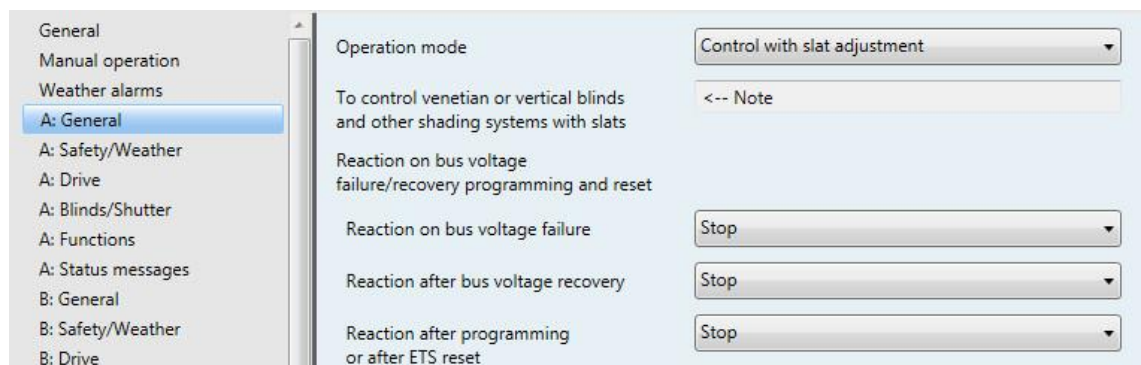 General
Manual operation
Weather alarms
A: General
A: Safety/Weather
A: Drive
A: Blinds/Shutter
A: Functions
A: Status messages
B: General
B: Safety/Weather
B: Drive
Operation mode
Control with slat adjustment
To control venetian or vertical blinds
and other shading systems with slats
<-- Note
Reaction on bus voltage
failure/recovery programming and reset
Reaction on bus voltage failure
Stop
Reaction after bus voltage recovery
Stop
Reaction after programming
or after ETS reset
Stop